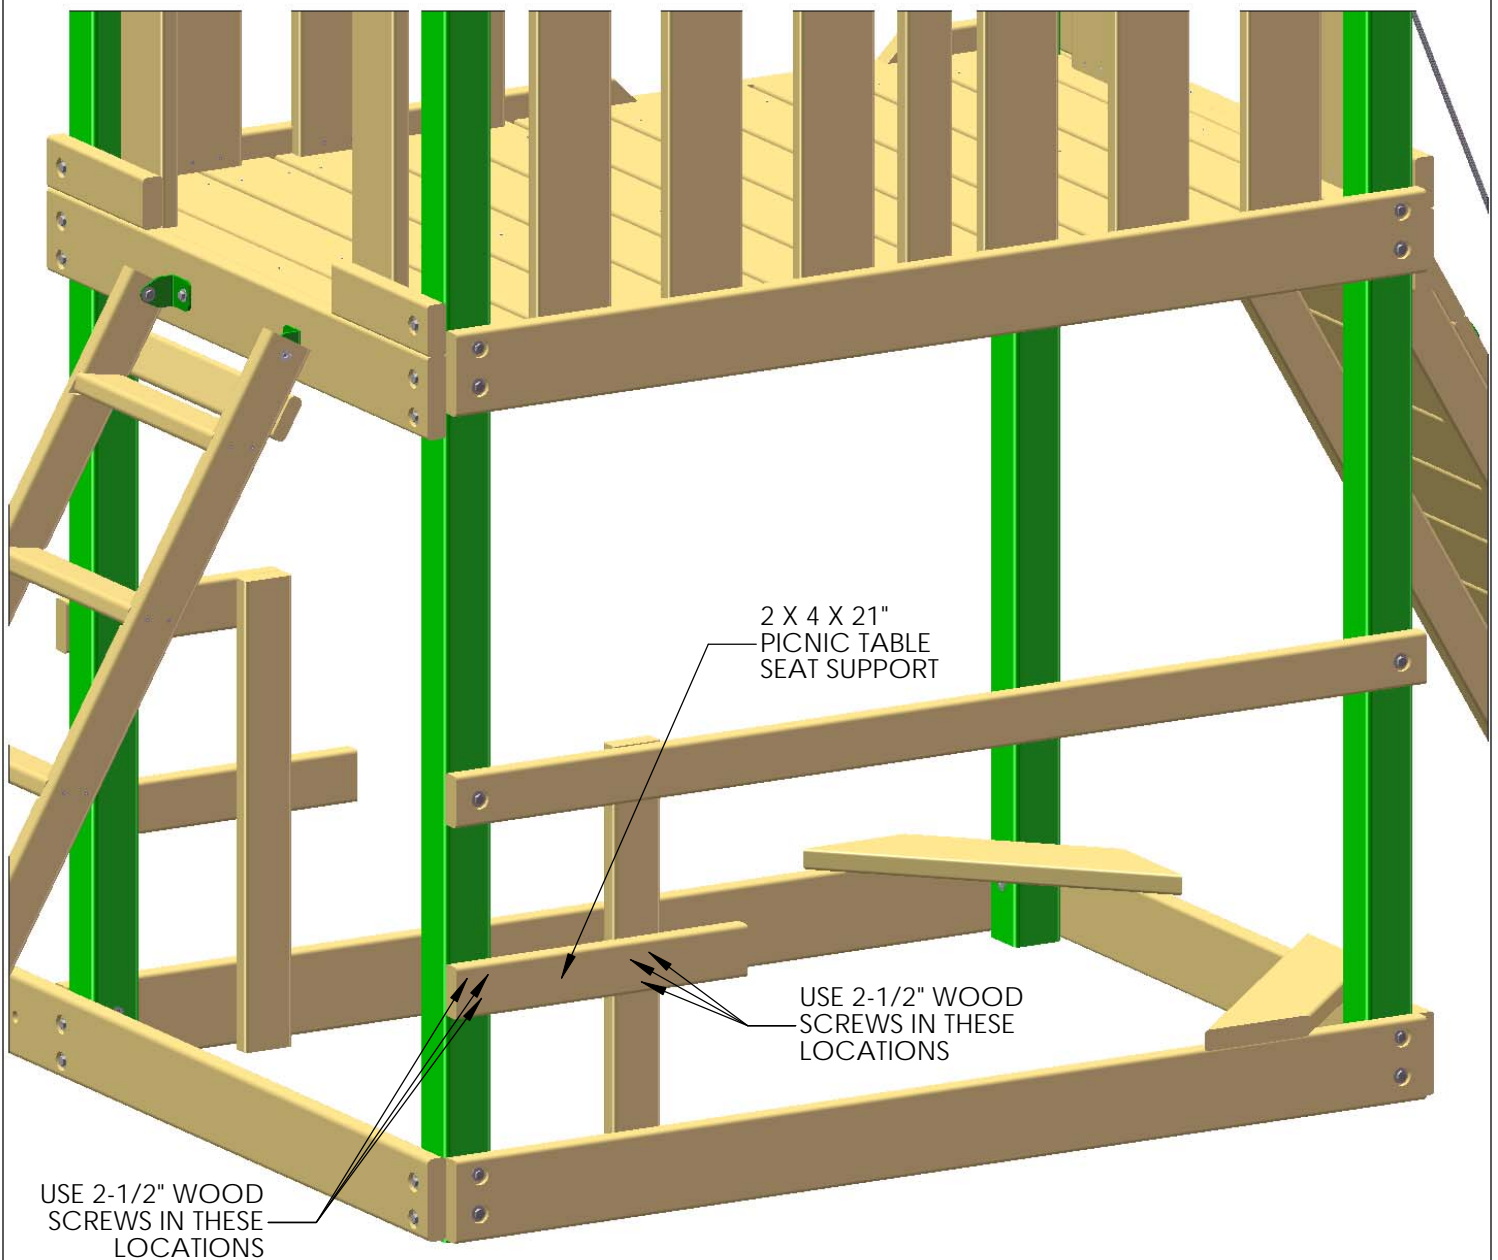 2 X 4 X 21"
PICNIC TABLE
SEAT SUPPORT
USE 2-1/2" WOOD
SCREWS IN THESE
LOCATIONS
USE 2-1/2" WOOD
SCREWS IN THESE
LOCATIONS